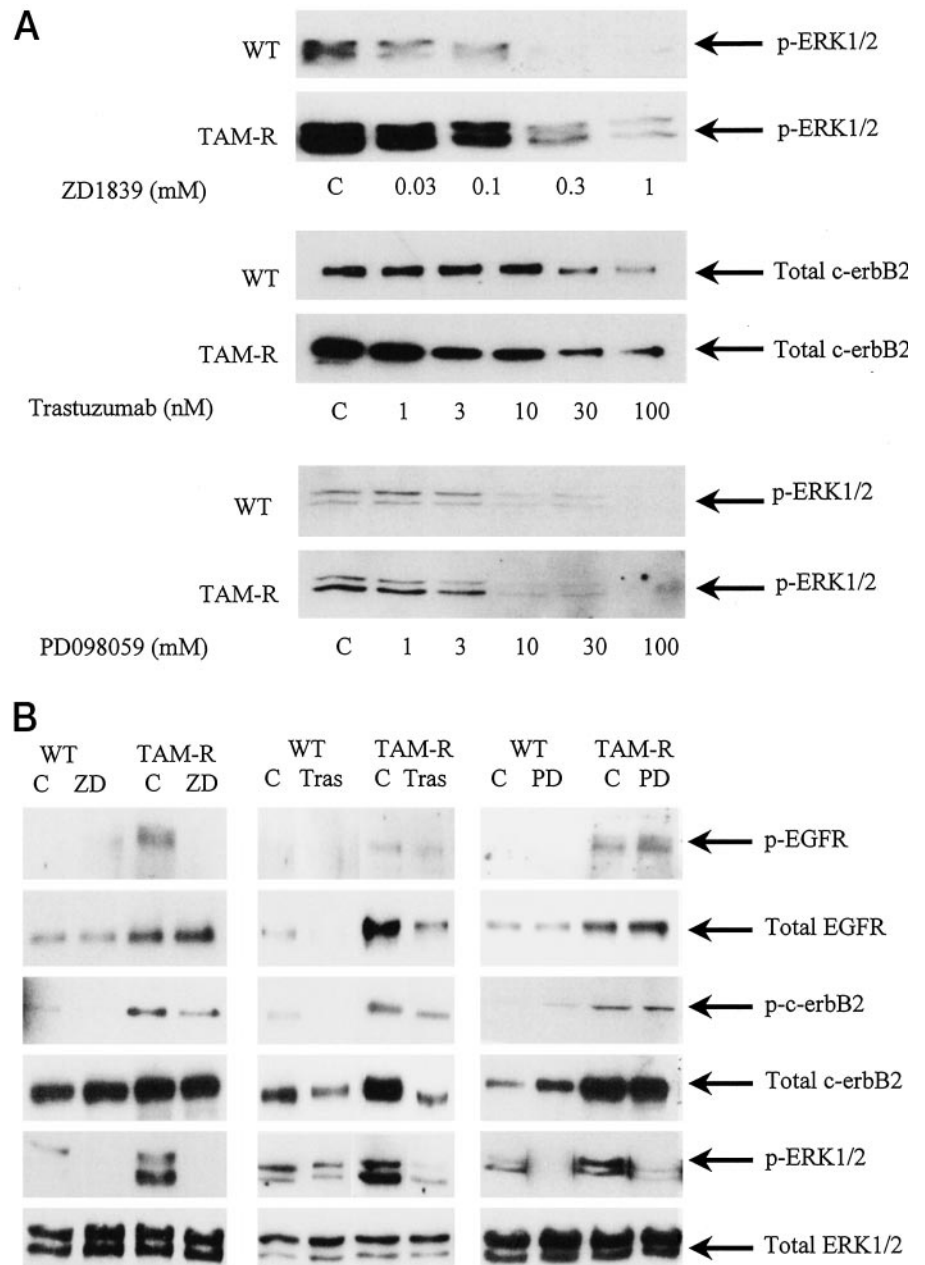 A
WT p-ERK1/2
TAM-R p-ERK1/2
ZD1839 (mM) C 0.03 0.1 0.3 1
WT Total c-erbB2
TAM-R Total c-erbB2
Trastuzumab (nM) C 1 3 10 30 100
WT p-ERK1/2
TAM-R p-ERK1/2
PD098059 (mM) C 1 3 10 30 100
B
WT TAM-R WT TAM-R WT TAM-R
C ZD C ZD C Tras C Tras C PD C PD
p-EGFR
Total EGFR
p-c-erbB2
Total c-erbB2
p-ERK1/2
Total ERK1/2